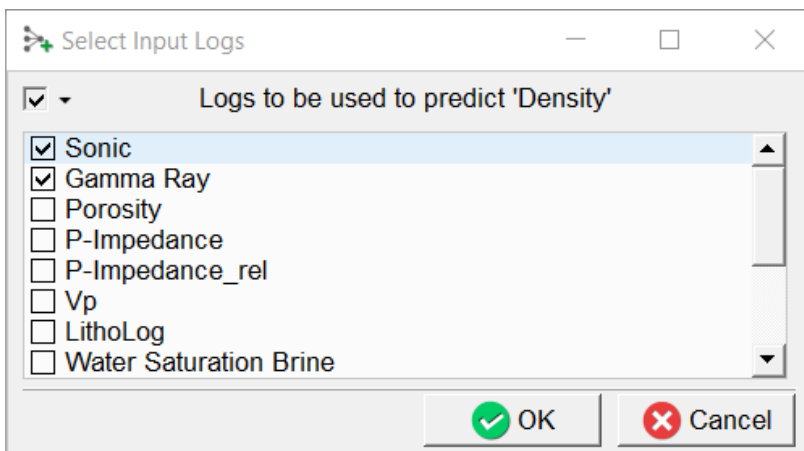 Select Input Logs
Logs to be used to predict 'Density'
Sonic
Gamma Ray
Porosity
P-Impedance
P-Impedance_rel
Vp
LithoLog
Water Saturation Brine
OK Cancel